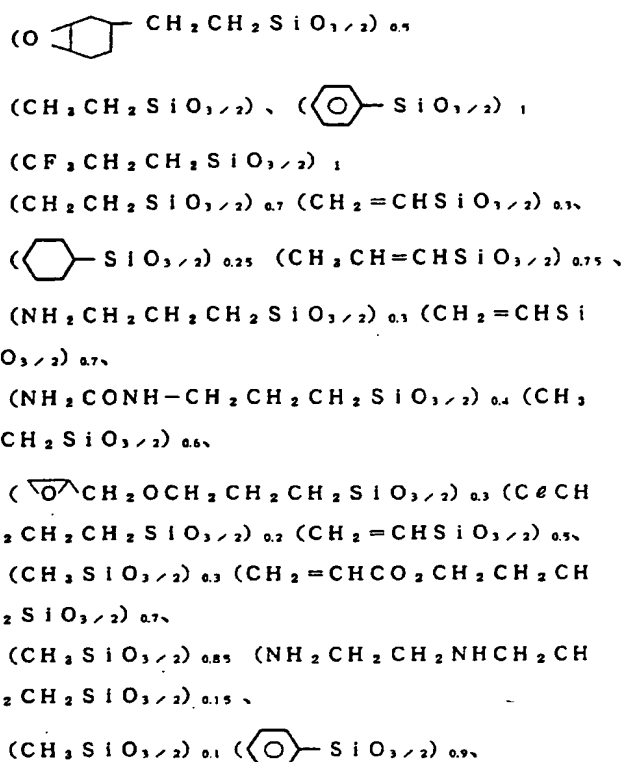 (O CH₂CH₂SiO₃/₂)₀.₅
(CH₃CH₂SiO₃/₂)、( SiO₃/₂)₁
(CF₃CH₂CH₂SiO₃/₂)₁
(CH₂CH₂SiO₃/₂)₀.₇(CH₂=CHSiO₃/₂)₀.₃、
( SiO₃/₂)₀.₂₅ (CH₃CH=CHSiO₃/₂)₀.₇₅、
(NH₂CH₂CH₂CH₂SiO₃/₂)₀.₃(CH₂=CHSi
O₃/₂)₀.₇、
(NH₂CONH-CH₂CH₂CH₂SiO₃/₂)₀.₄(CH₃
CH₂SiO₃/₂)₀.₆、
(O CH₂OCH₂CH₂CH₂SiO₃/₂)₀.₃(CℓCH
₂CH₂CH₂SiO₃/₂)₀.₂(CH₂=CHSiO₃/₂)₀.₅、
(CH₃SiO₃/₂)₀.₃(CH₂=CHCO₂CH₂CH₂CH
₂SiO₃/₂)₀.₇、
(CH₃SiO₃/₂)₀.₈₅ (NH₂CH₂CH₂NHCH₂CH
₂CH₂SiO₃/₂)₀.₁₅、
(CH₃SiO₃/₂)₀.₁( SiO₃/₂)₀.₉、